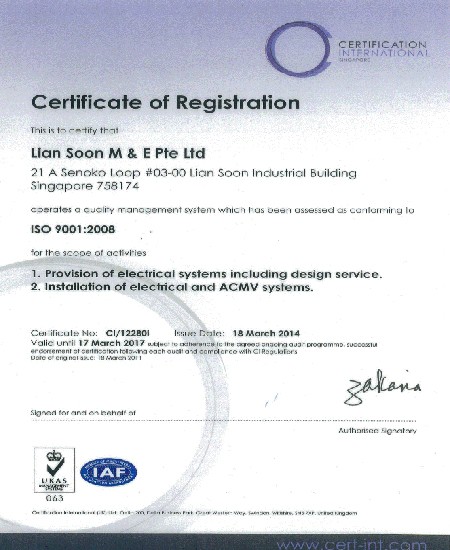 CERTIFICATION
INTERNATIONAL
SINGAPORE
Certificate of Registration
This is to certify that
Lian Soon M & E Pte Ltd
21 A Senoko Loop #03-00 Lian Soon Industrial Building
Singapore 758174
operates a quality management system which has been assessed as conforming to
ISO 9001:2008
for the scope of activities
1. Provision of electrical systems including design service.
2. Installation of electrical and ACMV systems.
Certificate No: CI/12280i Issue Date: 18 March 2014
Valid until 17 March 2017 subject to adherence to the agreed ongoing audit programme, successful
endorsement of certification following each audit and compliance with CI Regulations
Date of original issue: 18 March 2011
Signed for and on behalf of
Authorised Signatory
UKAS
MANAGEMENT
SYSTEMS
063
IAF
Certification International (UK) Ltd, Park, Great Western Way, Swindon, Wiltshire, United Kingdom
www.cert-int.com